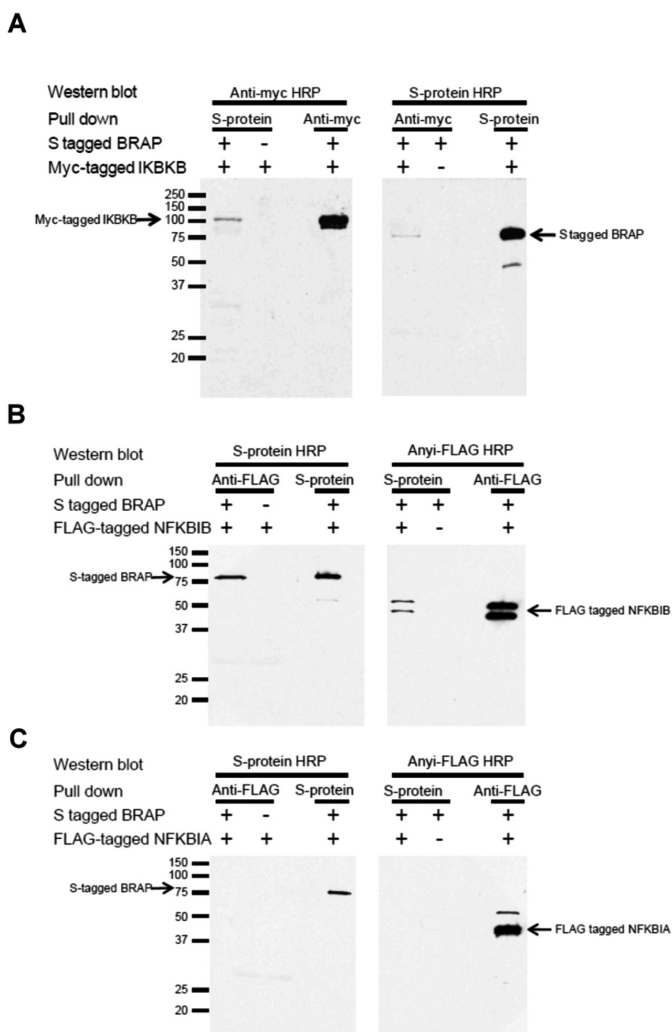 A
Western blot Anti-myc HRP S-protein HRP
Pull down S-protein Anti-myc Anti-myc S-protein
S tagged BRAP + - + + + +
Myc-tagged IKBKB + + + + - +
250
150
Myc-tagged IKBKB 100
75 S tagged BRAP
50
37
25
20
B
Western blot S-protein HRP Anyi-FLAG HRP
Pull down Anti-FLAG S-protein S-protein Anti-FLAG
S tagged BRAP + - + + + +
FLAG-tagged NFKBIB + + + + - +
150
100
S-tagged BRAP 75
50 FLAG tagged NFKBIB
37
25
20
C
Western blot S-protein HRP Anyi-FLAG HRP
Pull down Anti-FLAG S-protein S-protein Anti-FLAG
S tagged BRAP + - + + + +
FLAG-tagged NFKBIA + + + + - +
150
100
S-tagged BRAP 75
50
37 FLAG tagged NFKBIA
25
20